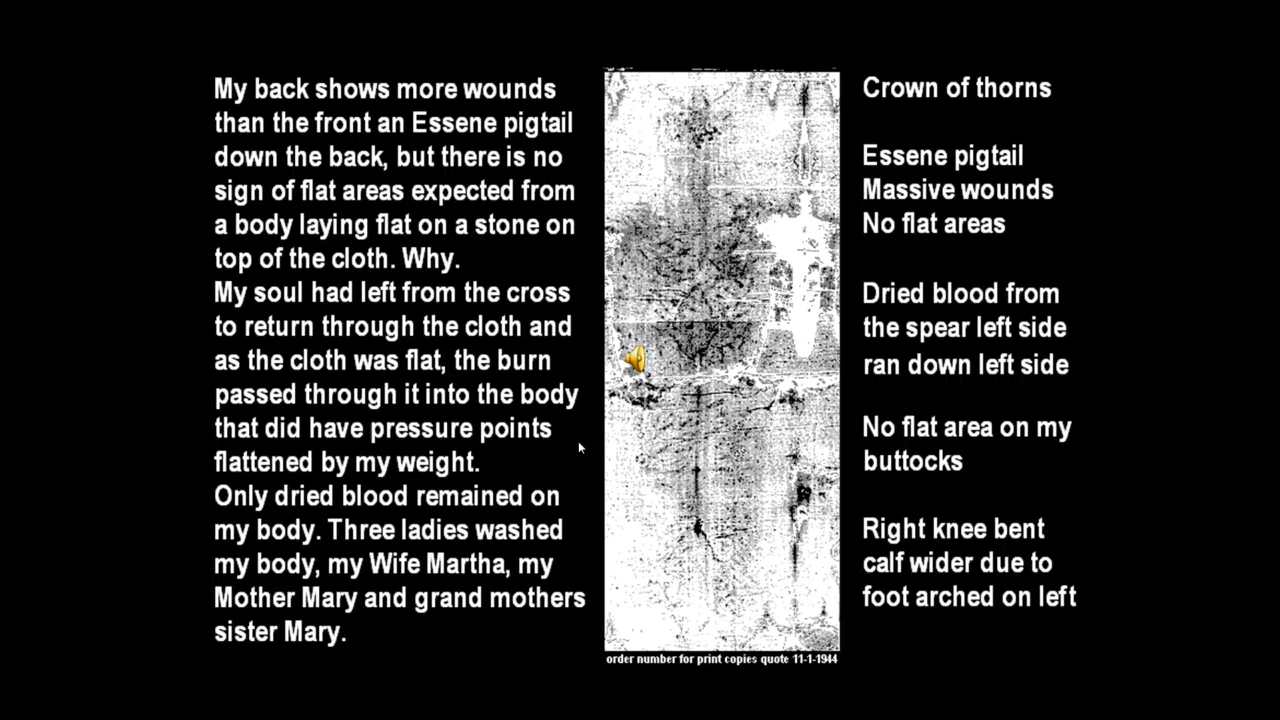 My back shows more wounds
than the front an Essene pigtail
down the back, but there is no
sign of flat areas expected from
a body laying flat on a stone on
top of the cloth. Why.
My soul had left from the cross
to return through the cloth and
as the cloth was flat, the burn
passed through it into the body
that did have pressure points
flattened by my weight.
Only dried blood remained on
my body. Three ladies washed
my body, my Wife Martha, my
Mother Mary and grand mothers
sister Mary.
Crown of thorns
Essene pigtail
Massive wounds
No flat areas
Dried blood from
the spear left side
ran down left side
No flat area on my
buttocks
Right knee bent
calf wider due to
foot arched on left
order number for print copies quote 11-1-1944